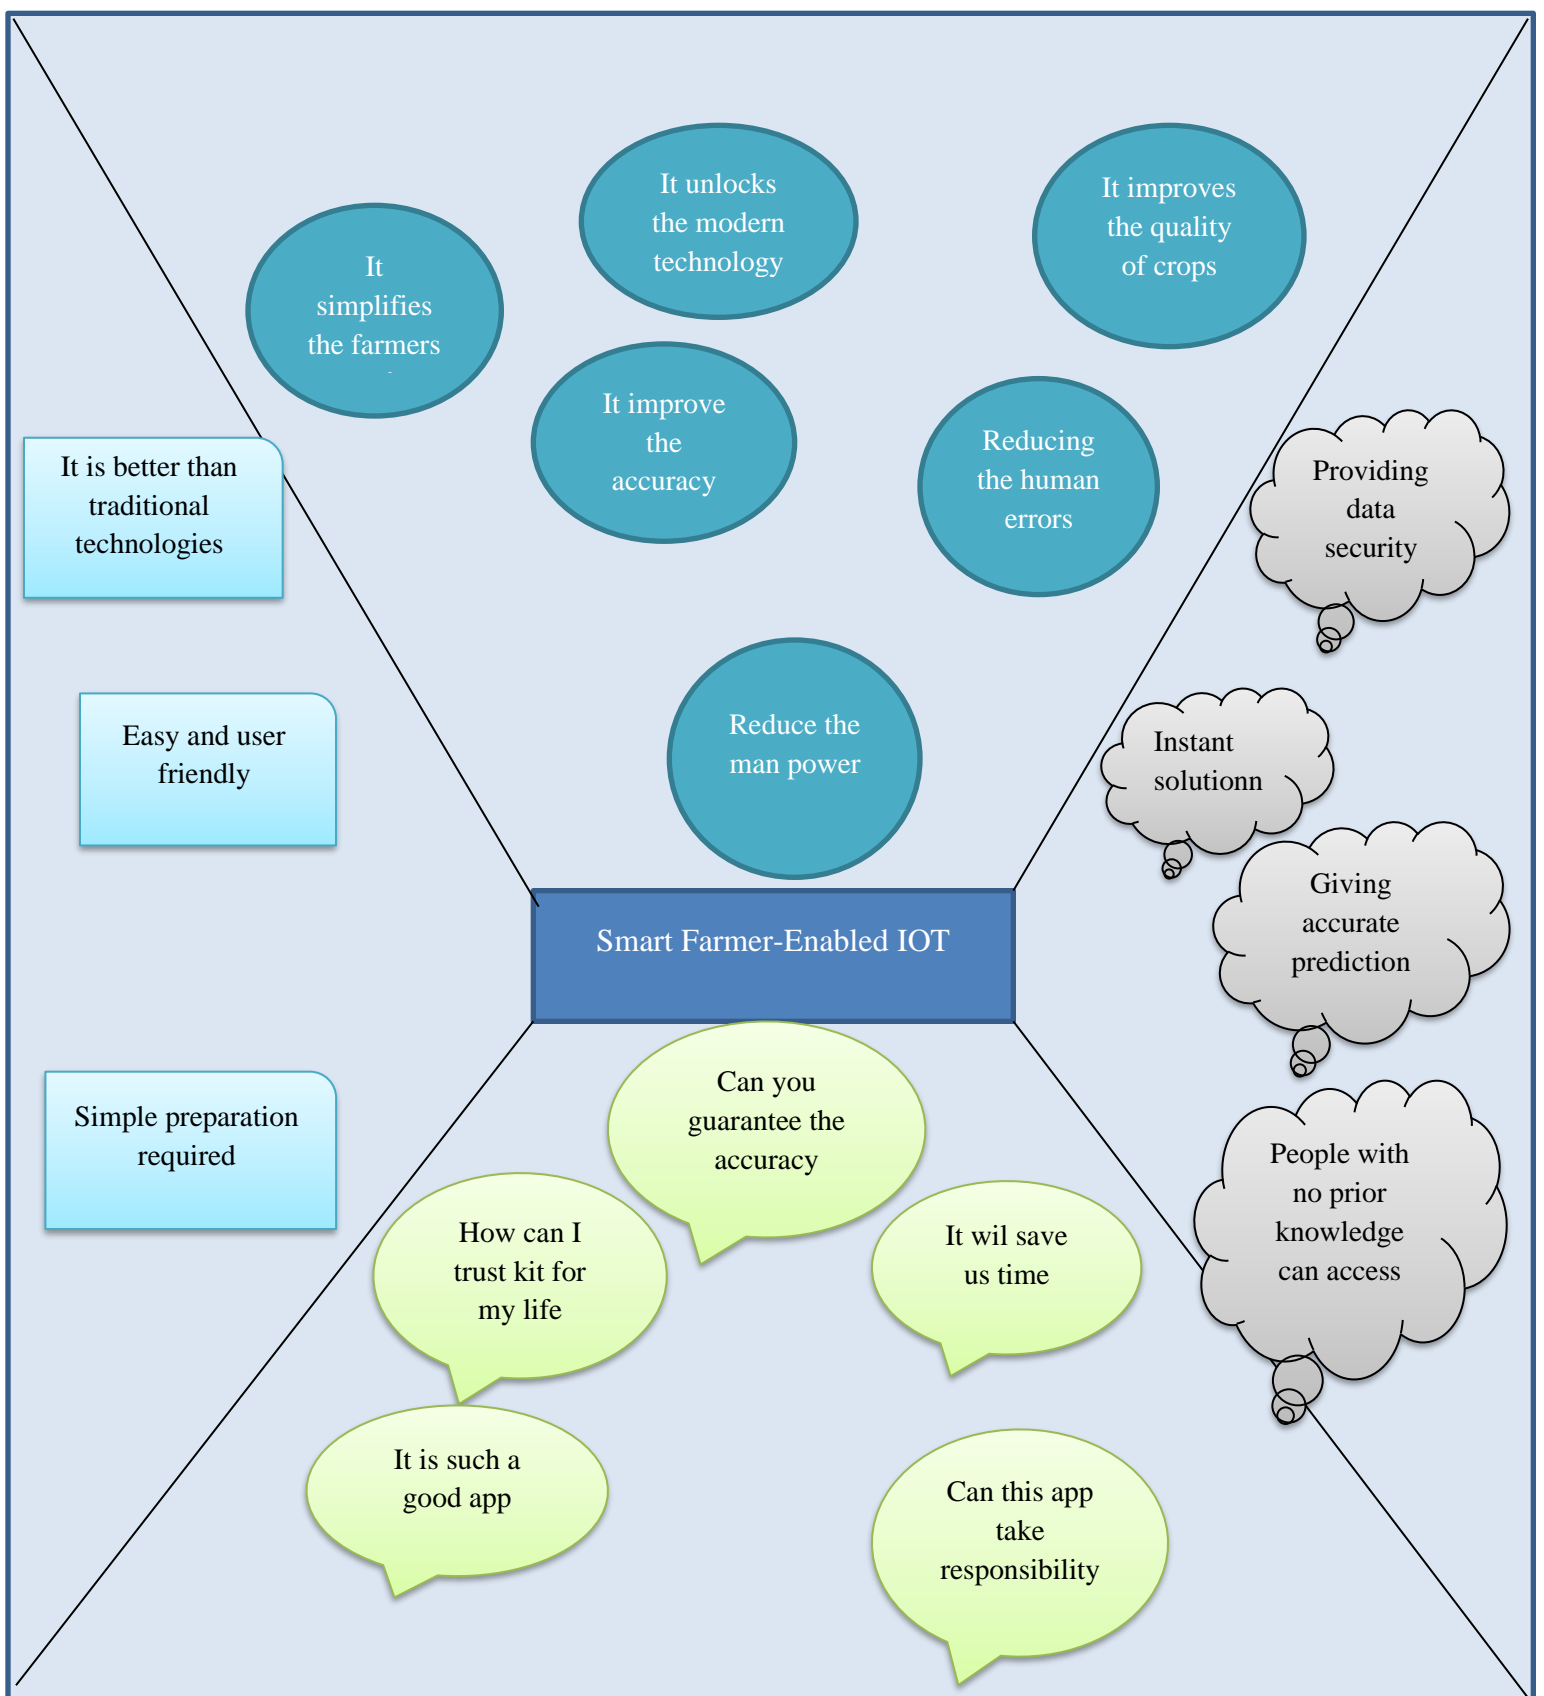 It unlocks
the modern
technology
It improves
the quality
of crops
It
simplifies
the farmers
It improve
the
accuracy
Reducing
the human
errors
Reduce the
man power
It is better than
traditional
technologies
Easy and user
friendly
Simple preparation
required
Providing
data
security
Instant
solutionn
Giving
accurate
prediction
People with
no prior
knowledge
can access
Smart Farmer-Enabled IOT
Can you
guarantee the
accuracy
How can I
trust kit for
my life
It wil save
us time
It is such a
good app
Can this app
take
responsibility